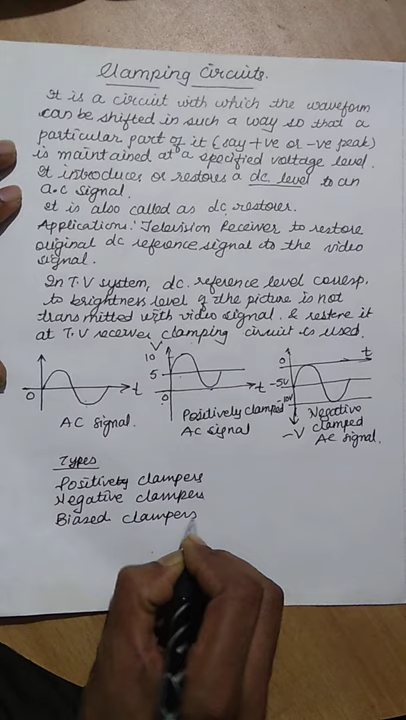 Clamping Circuits.
It is a circuit with which the waveform
can be shifted in such a way so that a
particular part of it (say +ve or -ve peak)
is maintained at a specified voltage level.
It introduces or restores a dc level to an
a.c signal.
It is also called as dc restorer.
Applications: Television Receiver to restore
original dc reference signal to the video
signal.
In T.V system, dc reference level corresp.
to brightness level of the picture is not
transmitted with video signal. & restore it
at T.V receiver clamping circuit is used.
0 t
AC signal.
V
10
5
0 t
Positively clamped
AC signal
t
0
-5V
-10V
-V
Negative
clamped
AC signal.
Types
Positively clampers
Negative clampers
Biased clampers